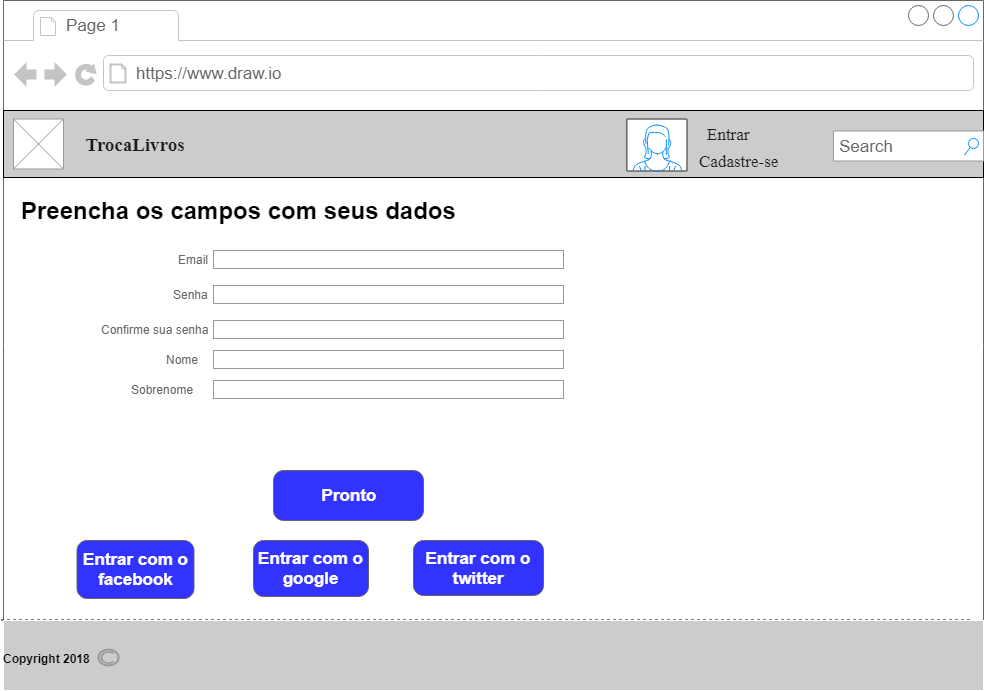 Page 1
https://www.draw.io
TrocaLivros
Entrar
Cadastre-se
Search
Preencha os campos com seus dados
Email
Senha
Confirme sua senha
Nome
Sobrenome
Pronto
Entrar com o
facebook
Entrar com o
google
Entrar com o
twitter
Copyright 2018 ©